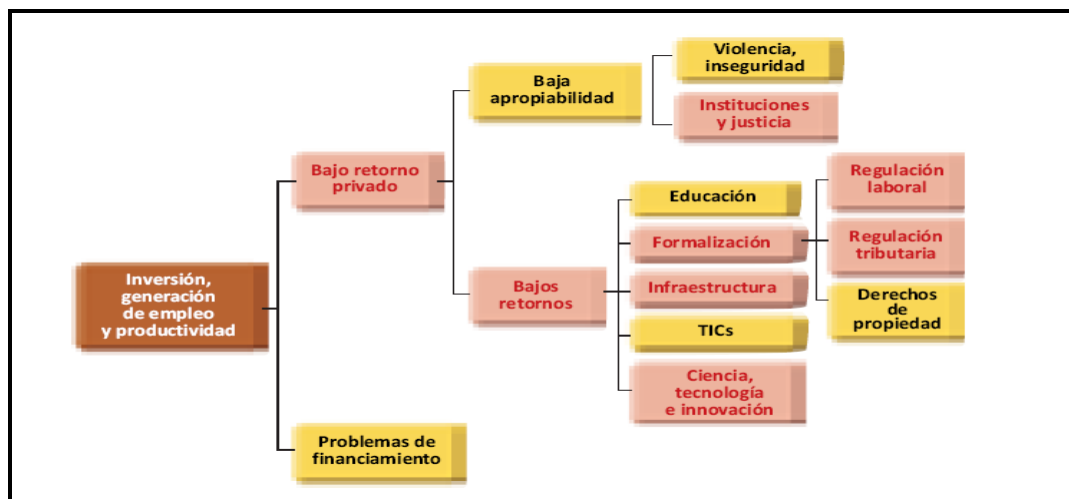 Violencia,
inseguridad
Baja
apropiabilidad
Instituciones
y justicia
Bajo retorno
privado
Regulación
laboral
Educación
Formalización
Regulación
tributaria
Inversión,
generación
de empleo
y productividad
Bajos
retornos
Infraestructura
Derechos
de
propiedad
TICs
Ciencia,
tecnología
e innovación
Problemas de
financiamiento